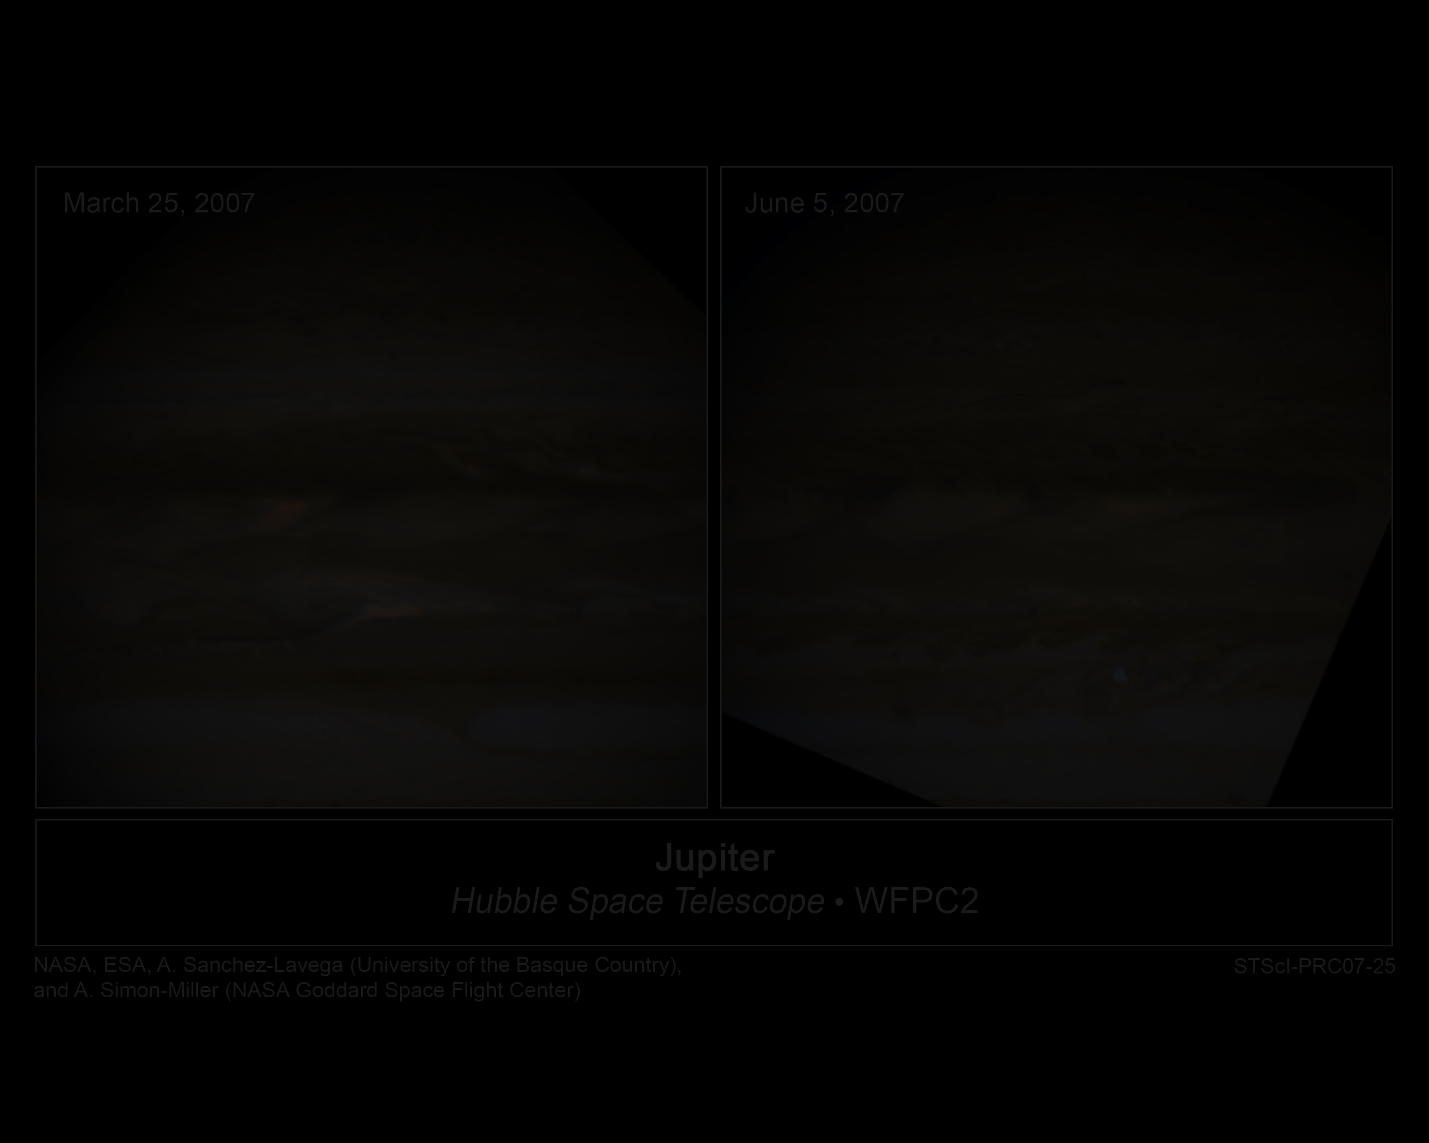 March 25, 2007
June 5, 2007
Jupiter
Hubble Space Telescope • WFPC2
NASA, ESA, A. Sanchez-Lavega (University of the Basque Country),
and A. Simon-Miller (NASA Goddard Space Flight Center)
STScI-PRC07-25